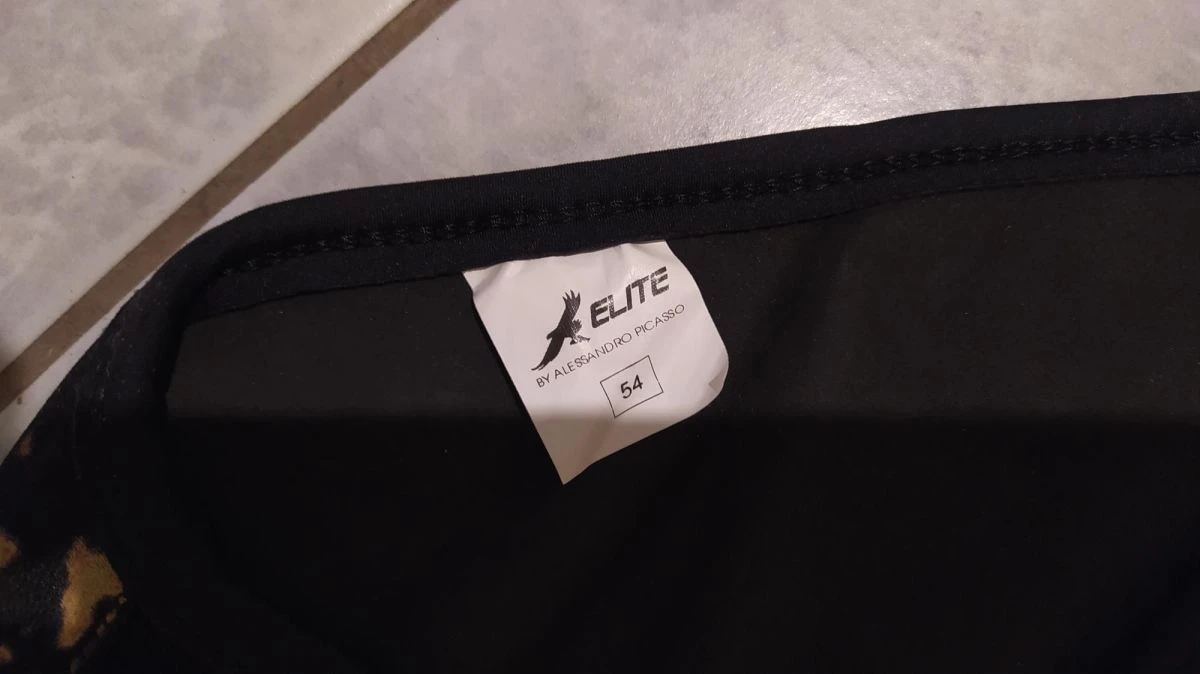 ELITE
BY ALESSANDRO PICASSO
54